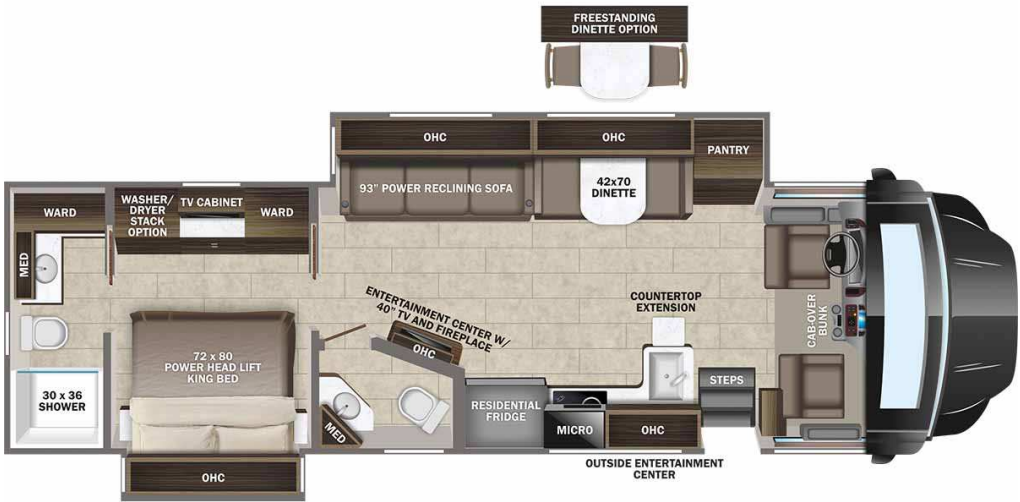 FREESTANDING
DINETTE OPTION
OHC
OHC
PANTRY
93" POWER RECLINING SOFA
42x70
DINETTE
WARD
WASHER/
DRYER
STACK
OPTION
TV CABINET
WARD
MED
ENTERTAINMENT CENTER W/
40" TV AND FIREPLACE
OHC
COUNTERTOP
EXTENSION
CAB-OVER
BUNK
72 x 80
POWER HEAD LIFT
KING BED
30 x 36
SHOWER
MED
RESIDENTIAL
FRIDGE
MICRO
OHC
STEPS
OUTSIDE ENTERTAINMENT
CENTER
OHC